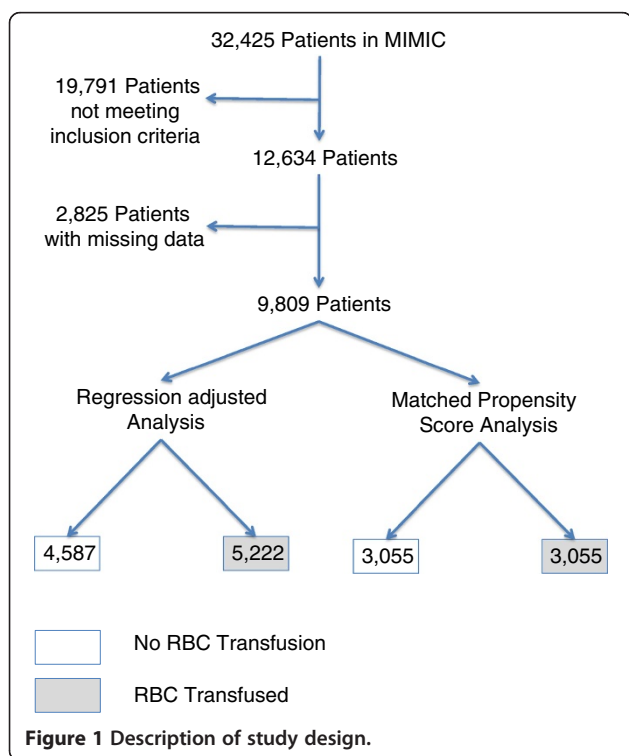 32,425 Patients in MIMIC
19,791 Patients
not meeting
inclusion criteria
12,634 Patients
2,825 Patients
with missing data
9,809 Patients
Regression adjusted
Analysis
Matched Propensity
Score Analysis
4,587
5,222
3,055
3,055
No RBC Transfusion
RBC Transfused
Figure 1 Description of study design.